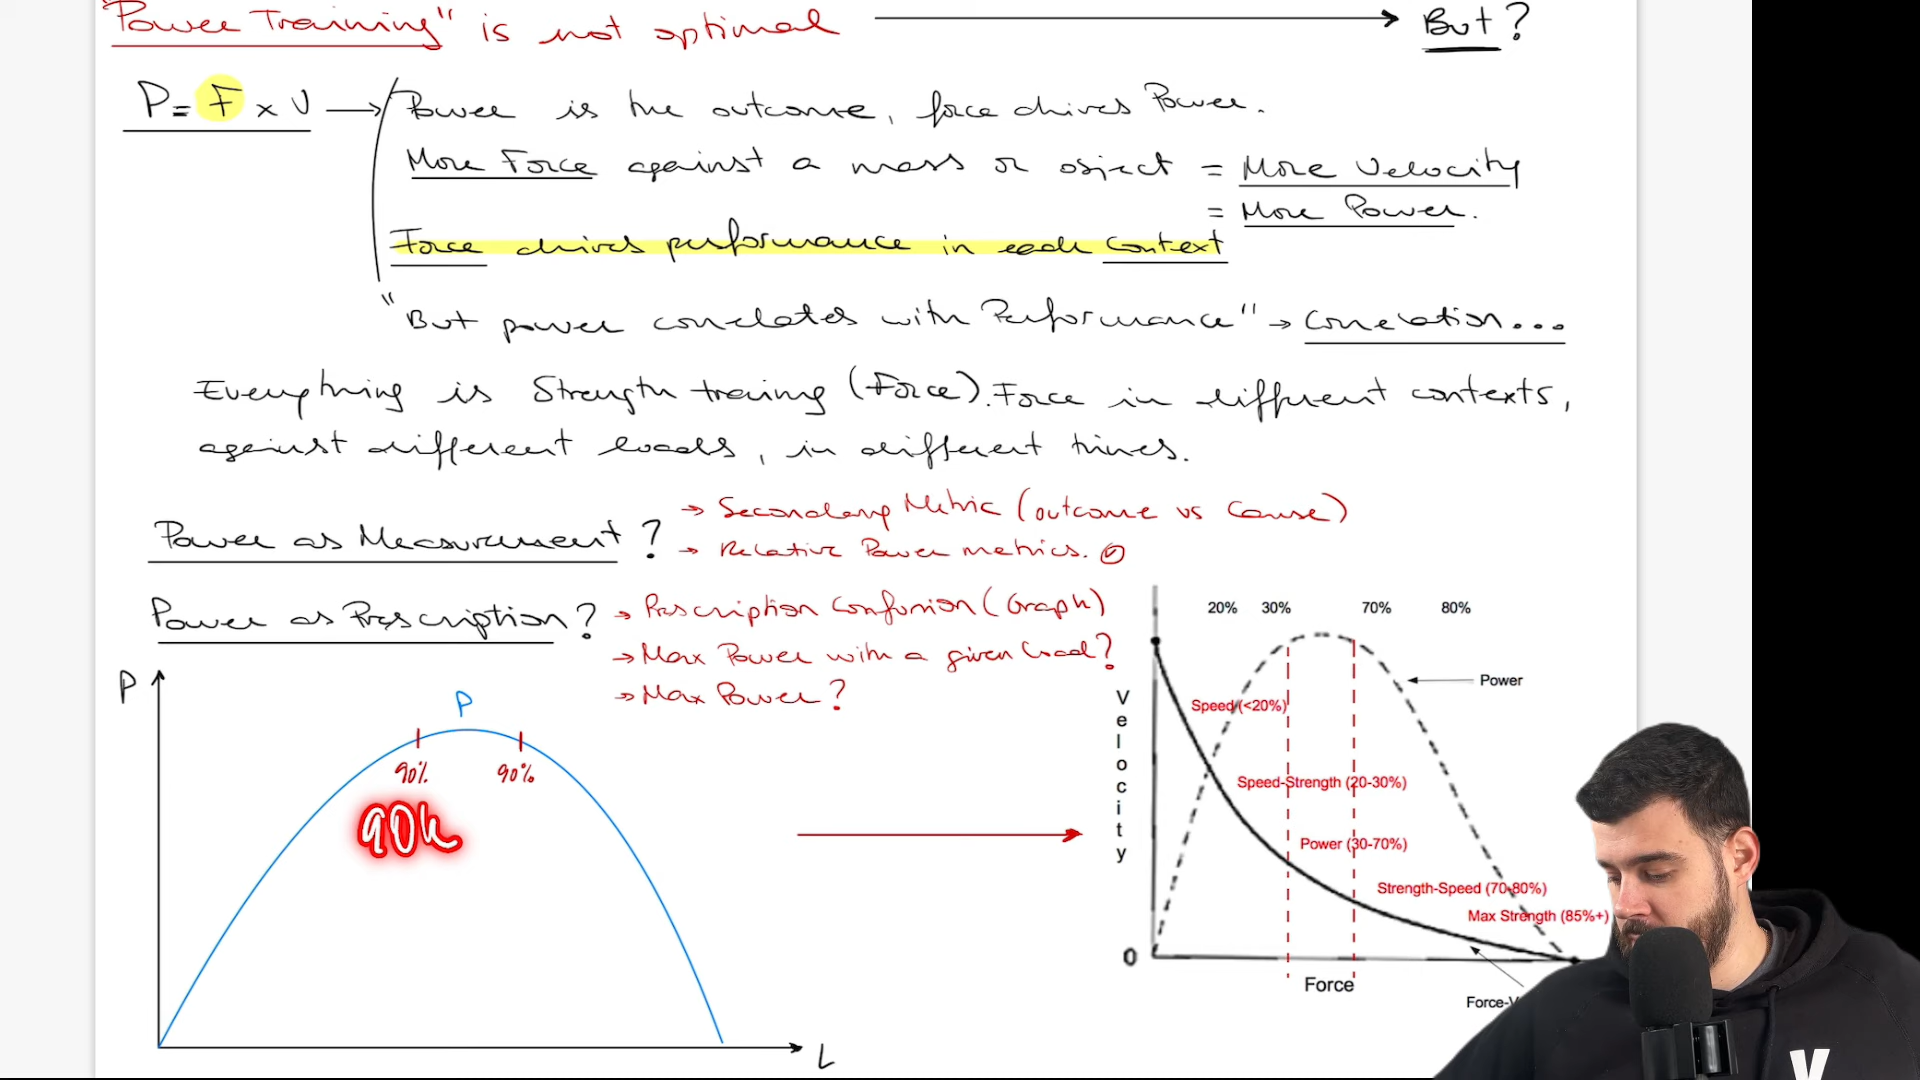 "Power Training" is not optimal → But?
P = F x V → Power is the outcome, force drives Power.
More Force against a mass or object = More Velocity
= More Power.
Force drives performance in each context
"But power correlates with Performance" → Correlation...
Everything is Strength training (Force). Force in different contexts,
against different loads, in different times.
Power as Measurement?
→ Secondary Metric (outcome vs cause)
→ Relative Power metrics.
Power as Prescription?
→ Prescription Confusion (Graph)
→ Max Power with a given Load?
→ Max Power?
P
P
90%
90%
L
20% 30% 70% 80%
Power
Velocity
Speed (<20%)
Speed-Strength (20-30%)
Power (30-70%)
Strength-Speed (70-80%)
Max Strength (85%+)
0
Force
Force-V